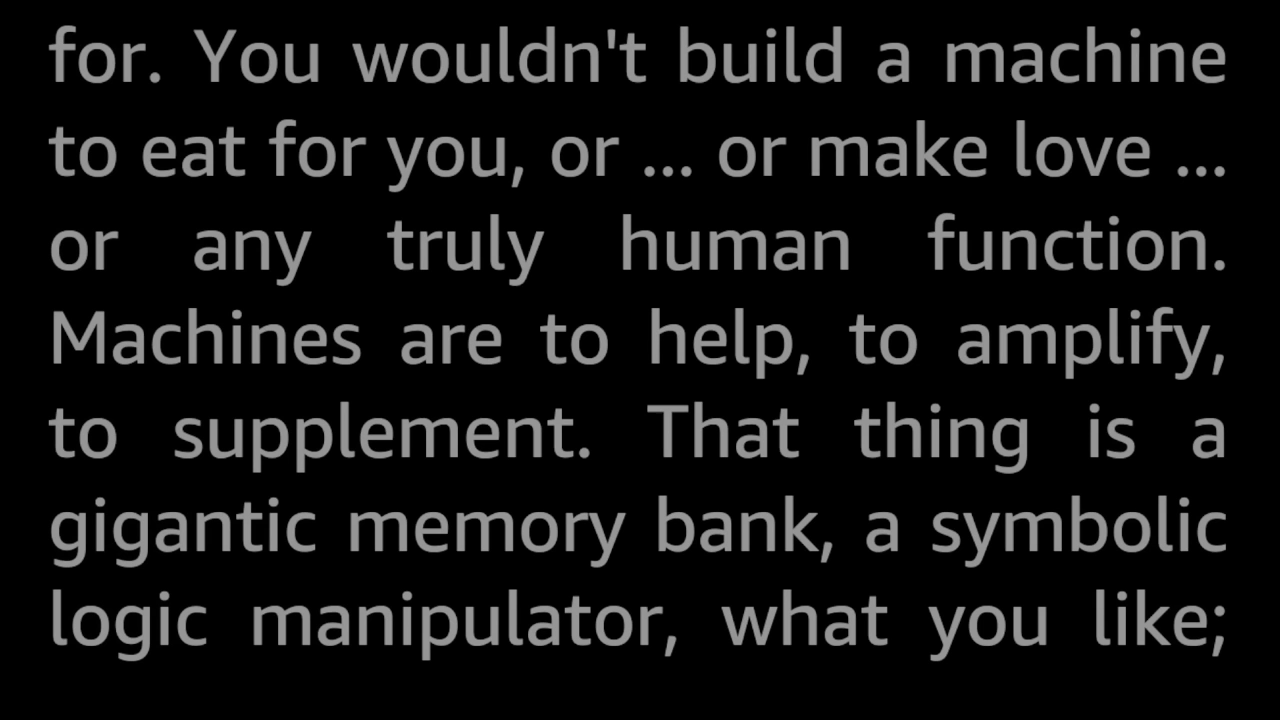 for. You wouldn't build a machine
to eat for you, or ... or make love ...
or any truly human function.
Machines are to help, to amplify,
to supplement. That thing is a
gigantic memory bank, a symbolic
logic manipulator, what you like;